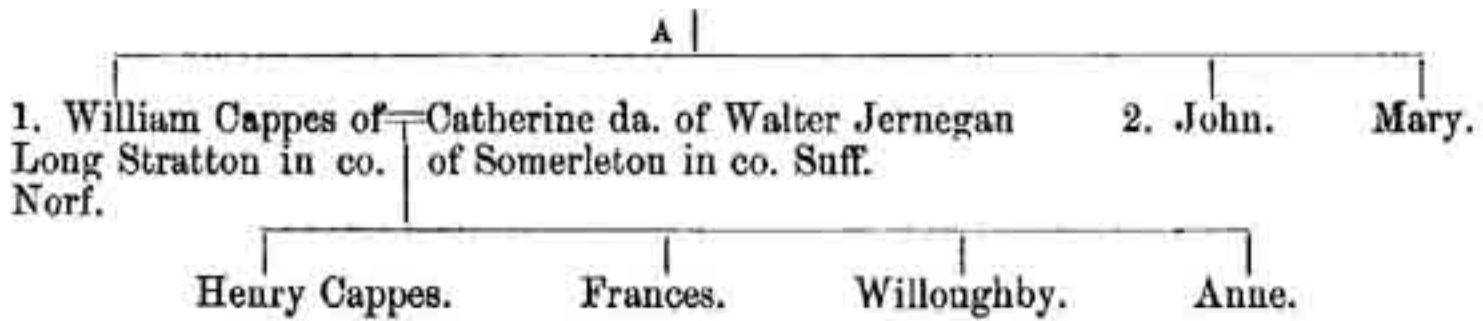 A
1. William Cappes of Catherine da. of Walter Jernegan 2. John. Mary.
Long Stratton in co. of Somerleton in co. Suff.
Norf.
Henry Cappes. Frances. Willoughby. Anne.